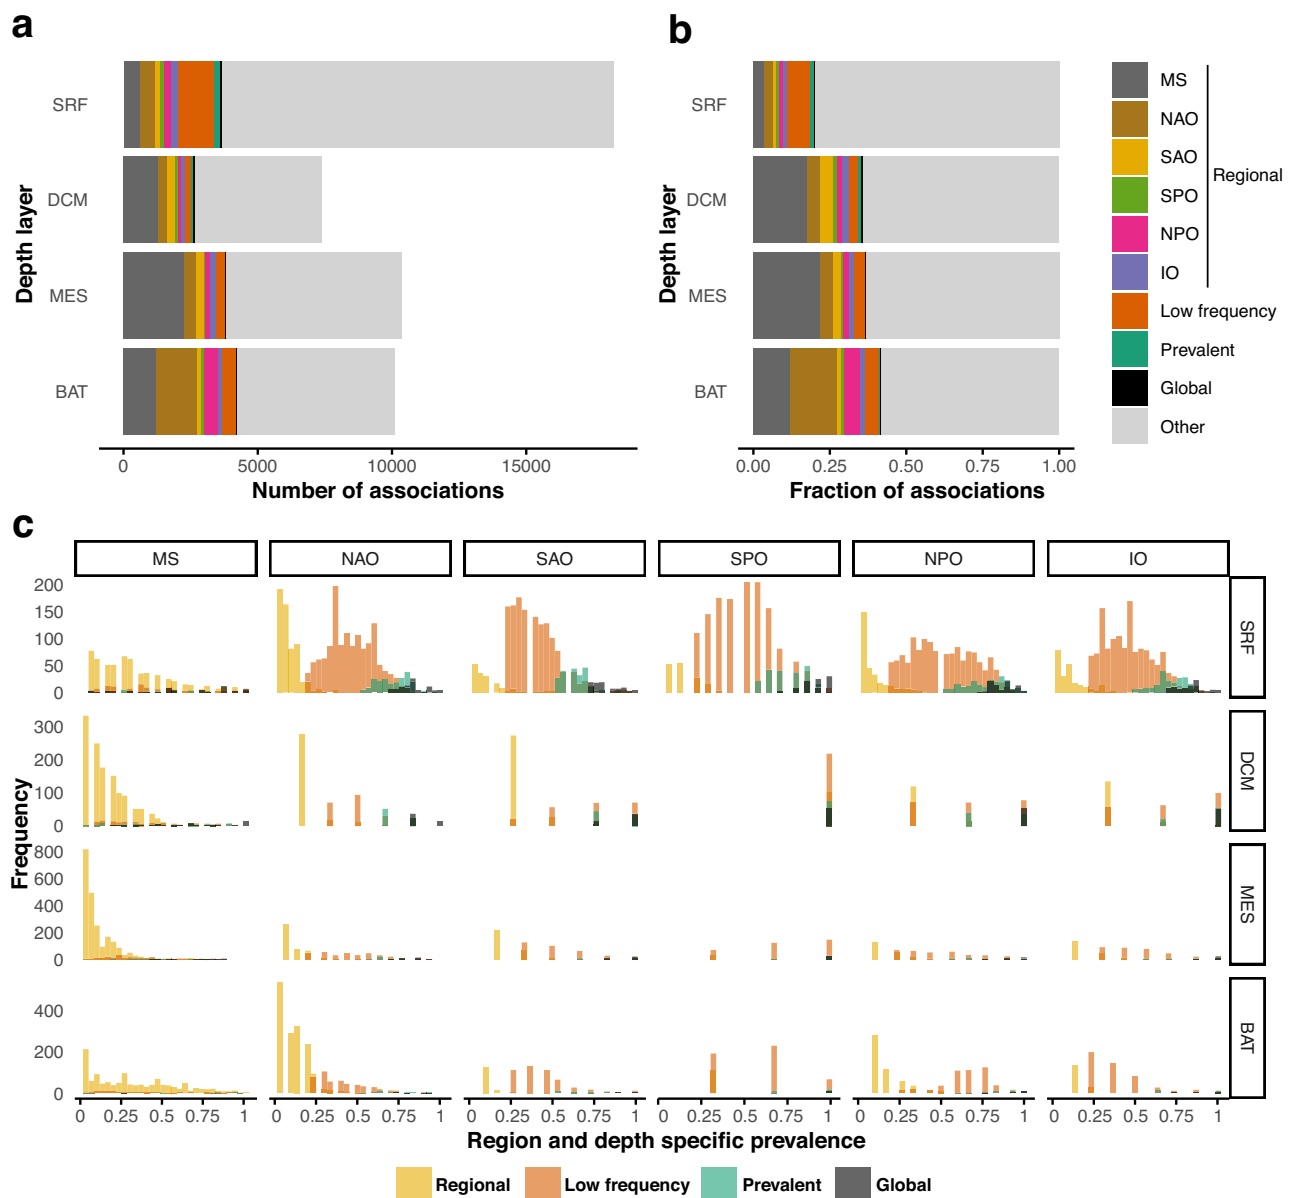 a
SRF
DCM
MES
BAT
Depth layer
0 5000 10000 15000
Number of associations
b
SRF
DCM
MES
BAT
Depth layer
0.00 0.25 0.50 0.75 1.00
Fraction of associations
MS
NAO
SAO
SPO
NPO
IO
Regional
Low frequency
Prevalent
Global
Other
c
MS NAO SAO SPO NPO IO
200
150
100
50
0
SRF
300
200
100
0
DCM
800
600
400
200
0
MES
400
200
0
BAT
Frequency
0 0.25 0.5 0.75 1 0 0.25 0.5 0.75 1 0 0.25 0.5 0.75 1 0 0.25 0.5 0.75 1 0 0.25 0.5 0.75 1 0 0.25 0.5 0.75 1
Region and depth specific prevalence
Regional Low frequency Prevalent Global